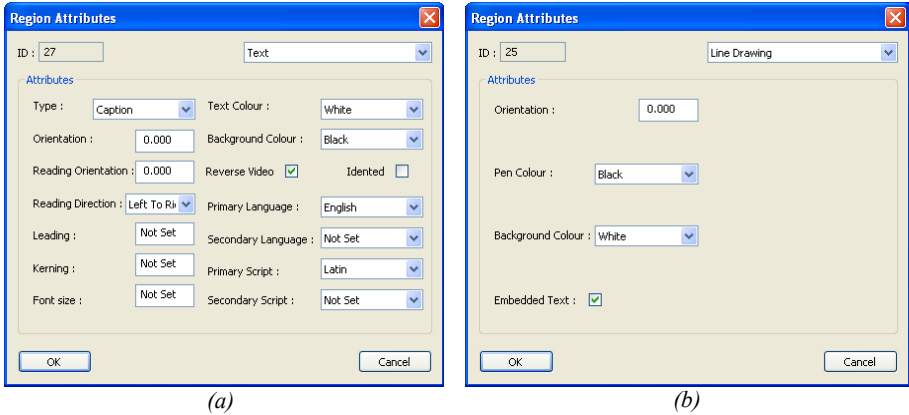 Region Attributes
ID : 27 Text
Attributes
Type : Caption Text Colour : White
Orientation : 0.000 Background Colour : Black
Reading Orientation : 0.000 Reverse Video Idented
Reading Direction : Left To Ri Primary Language : English
Leading : Not Set Secondary Language : Not Set
Kerning : Not Set Primary Script : Latin
Font size : Not Set Secondary Script : Not Set
OK Cancel
(a)
Region Attributes
ID : 25 Line Drawing
Attributes
Orientation : 0.000
Pen Colour : Black
Background Colour : White
Embedded Text :
OK Cancel
(b)